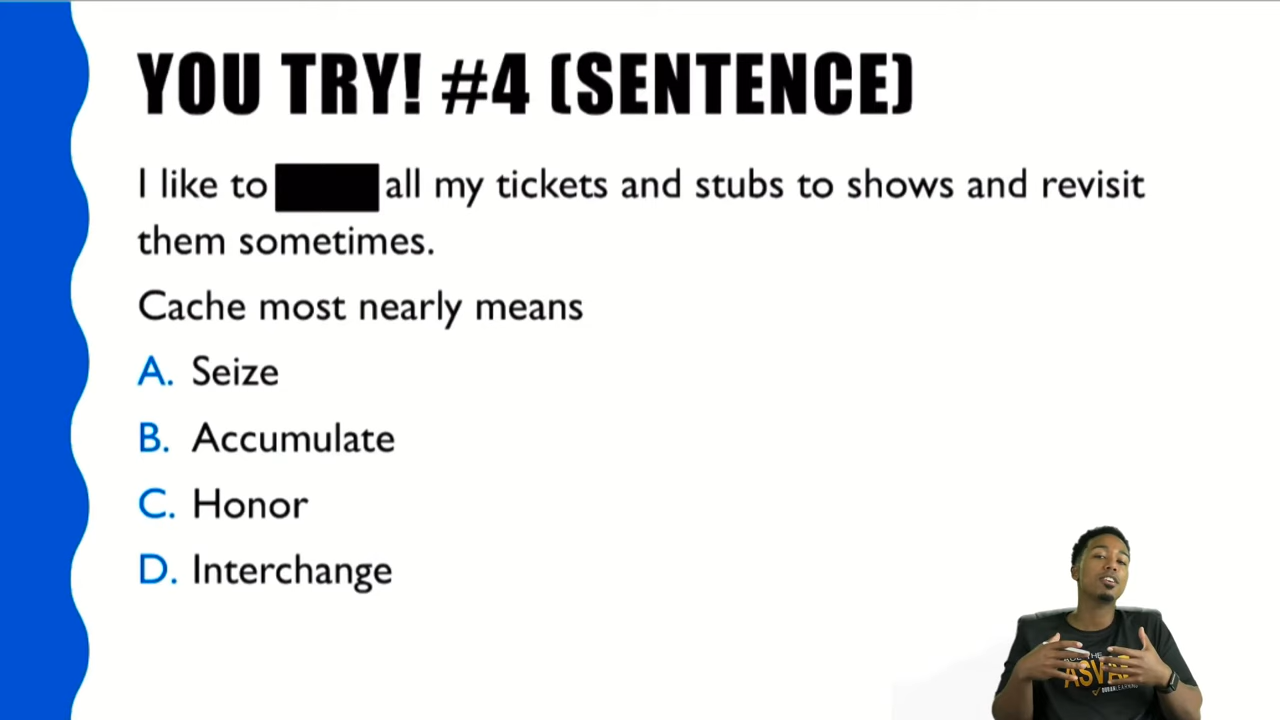 YOU TRY! #4 (SENTENCE)
I like to all my tickets and stubs to shows and revisit
them sometimes.
Cache most nearly means
A. Seize
B. Accumulate
C. Honor
D. Interchange
THE